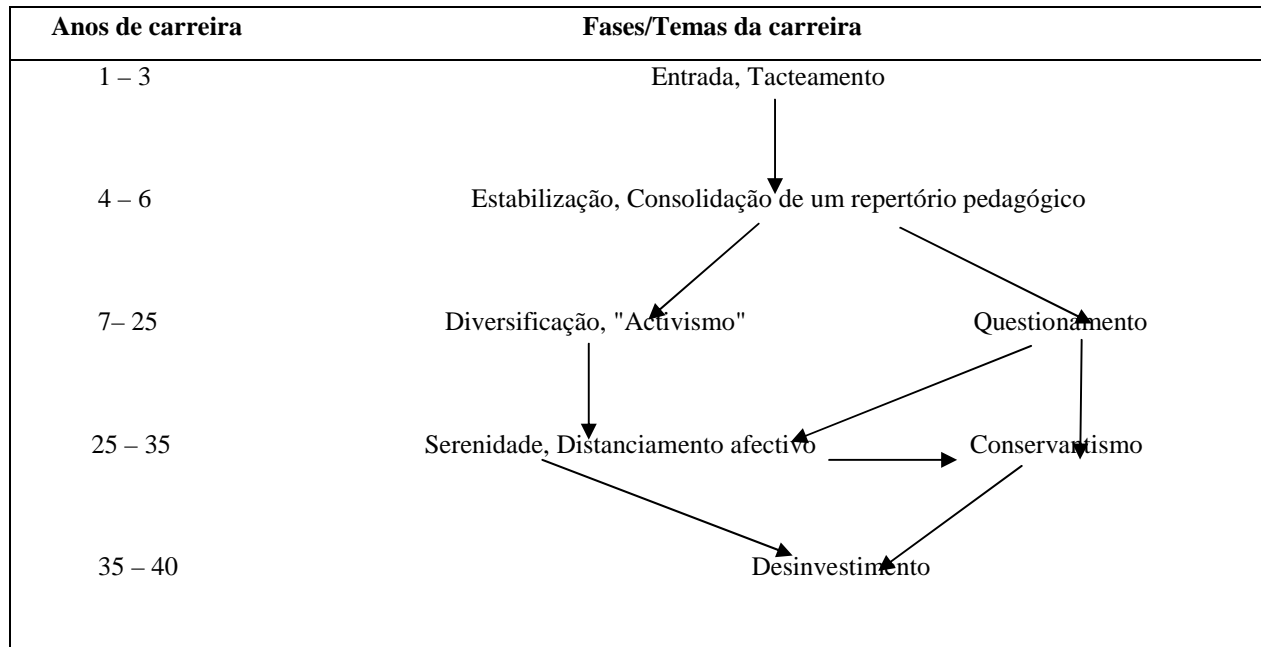 Anos de carreira Fases/Temas da carreira
1 – 3 Entrada, Tacteamento
4 – 6 Estabilização, Consolidação de um repertório pedagógico
7– 25 Diversificação, "Activismo" Questionamento
25 – 35 Serenidade, Distanciamento afectivo Conservantismo
35 – 40 Desinvestimento